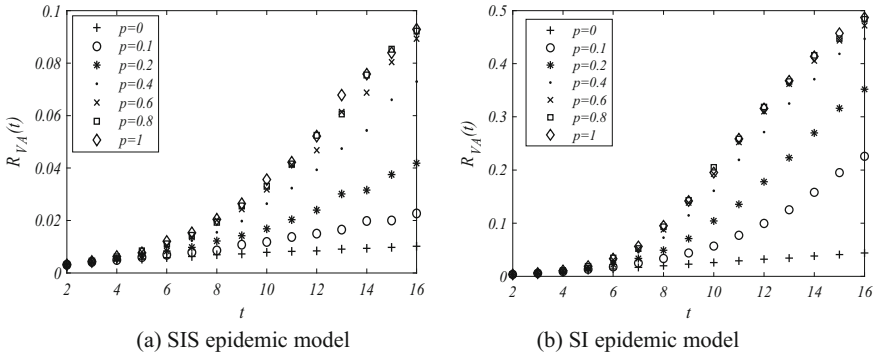 0.1
0.08
0.06
0.04
0.02
0
R_VA(t)
p=0
p=0.1
p=0.2
p=0.4
p=0.6
p=0.8
p=1
2 4 6 8 10 12 14 16
t
(a) SIS epidemic model
0.5
0.4
0.3
0.2
0.1
0
R_VA(t)
p=0
p=0.1
p=0.2
p=0.4
p=0.6
p=0.8
p=1
2 4 6 8 10 12 14 16
t
(b) SI epidemic model